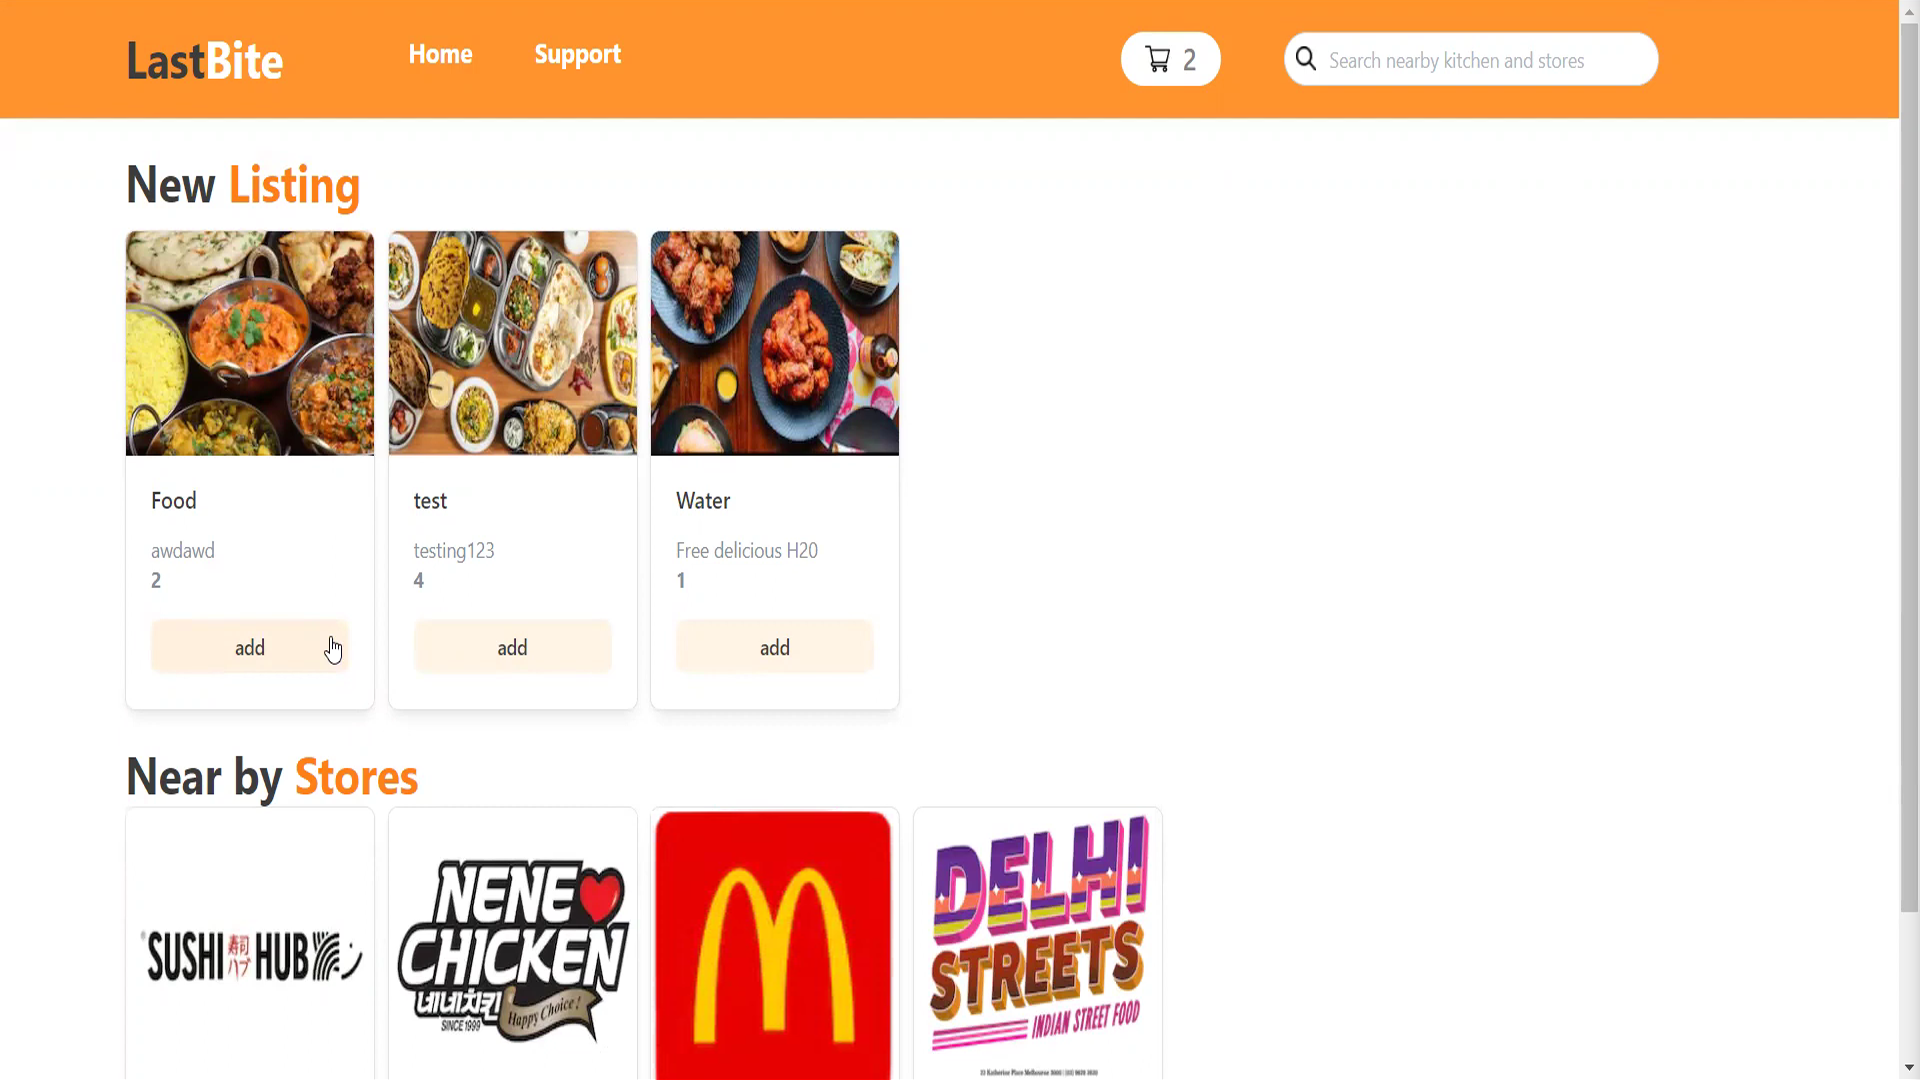 LastBite
Home
Support
2
Search nearby kitchen and stores
New Listing
Food
awdawd
2
add
test
testing123
4
add
Water
Free delicious H20
1
add
Near by Stores
SUSHI 寿司 ハブ HUB
NENE
CHICKEN
네네치킨
SINCE 1999
Happy Choice!
DELHI
STREETS
INDIAN STREET FOOD